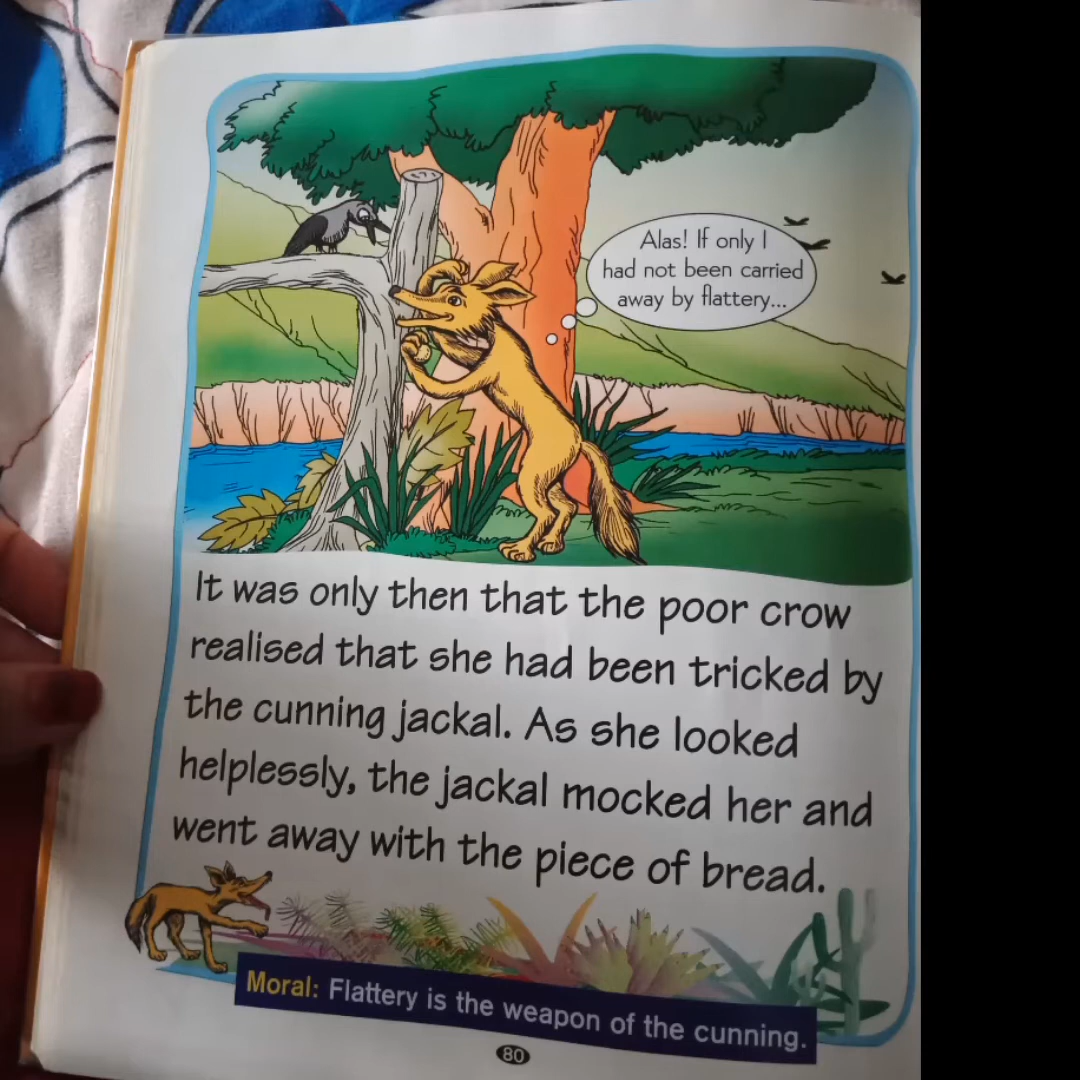 Alas! If only I
had not been carried
away by flattery...
It was only then that the poor crow
realised that she had been tricked by
the cunning jackal. As she looked
helplessly, the jackal mocked her and
went away with the piece of bread.
Moral: Flattery is the weapon of the cunning.
80